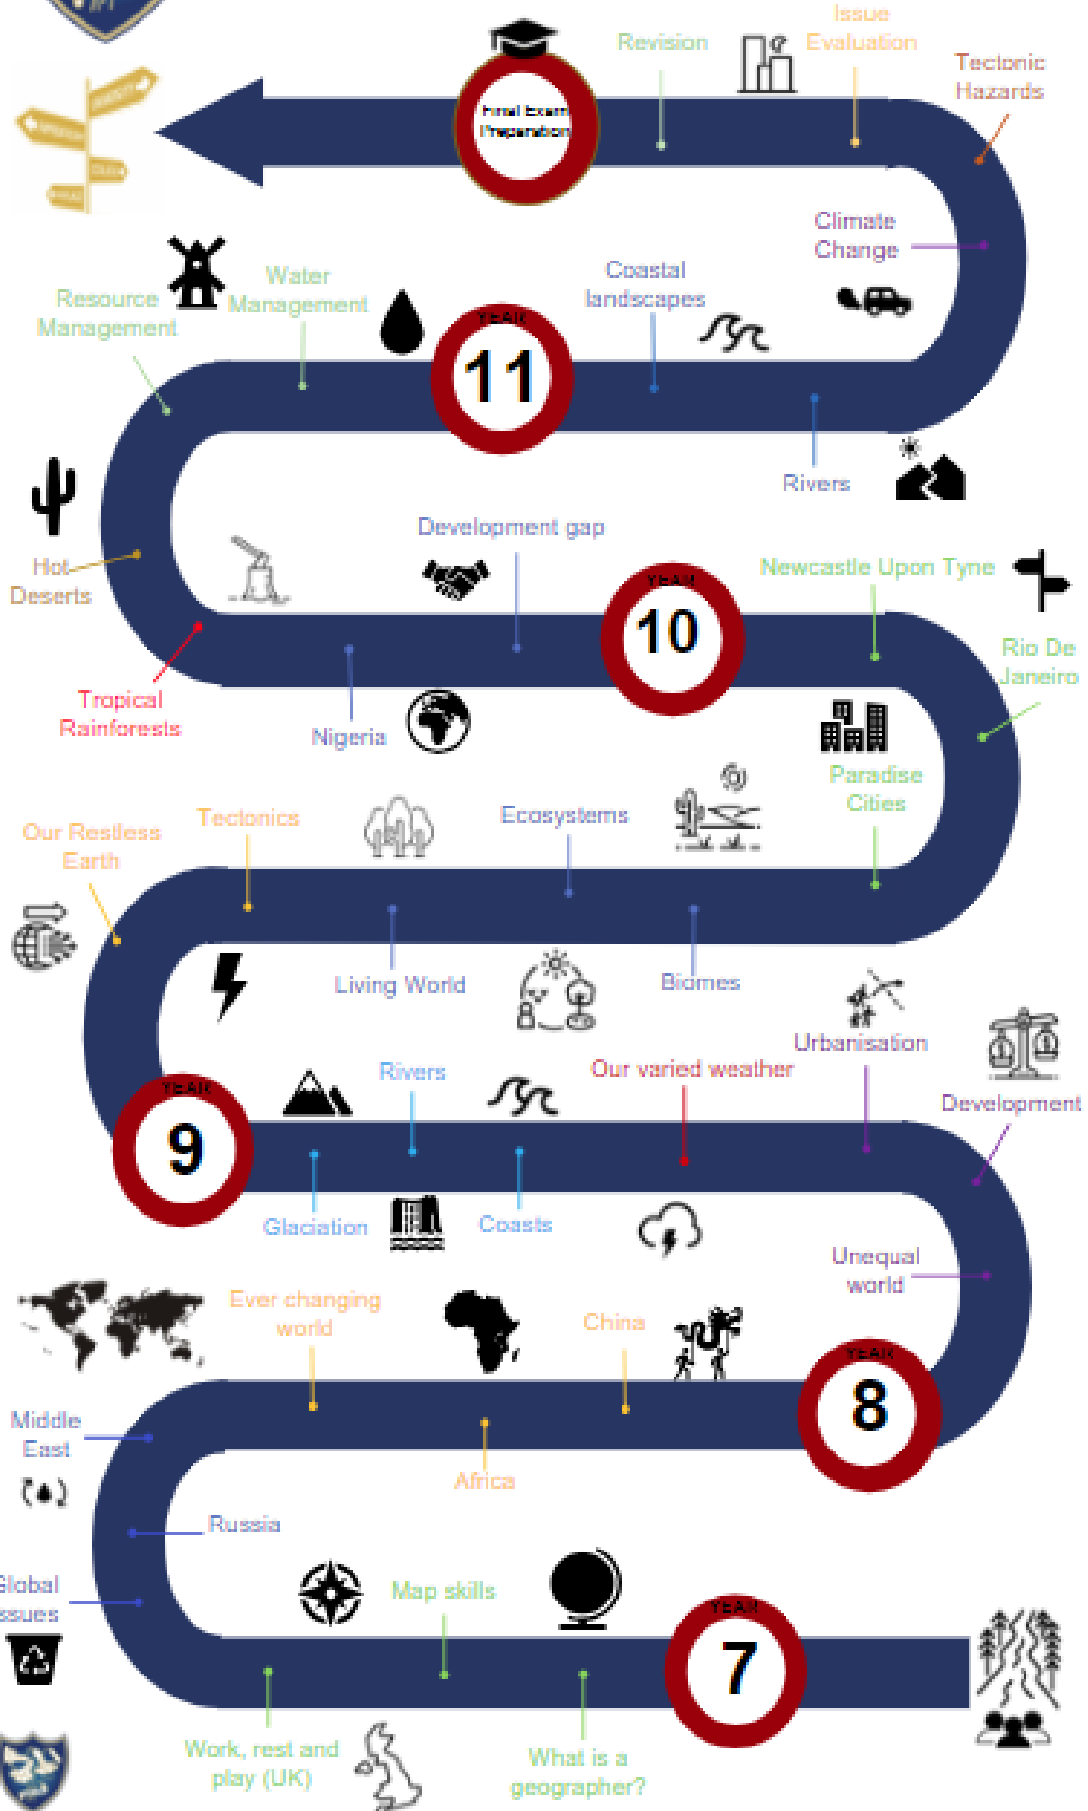 Issue
Evaluation
Revision
Tectonic
Hazards
Final Exam
Preparation
Climate
Change
Water
Management
Resource
Management
Coastal
landscapes
YEAR
11
Rivers
Development gap
Hot
Deserts
Newcastle Upon Tyne
YEAR
10
Rio De
Janeiro
Tropical
Rainforests
Nigeria
Paradise
Cities
Tectonics
Ecosystems
Our Restless
Earth
Living World
Biomes
Urbanisation
Rivers
Our varied weather
Development
YEAR
9
Glaciation
Coasts
Unequal
world
Ever changing
world
China
YEAR
8
Middle
East
Africa
Russia
Global
Issues
Map skills
YEAR
7
Work, rest and
play (UK)
What is a
geographer?